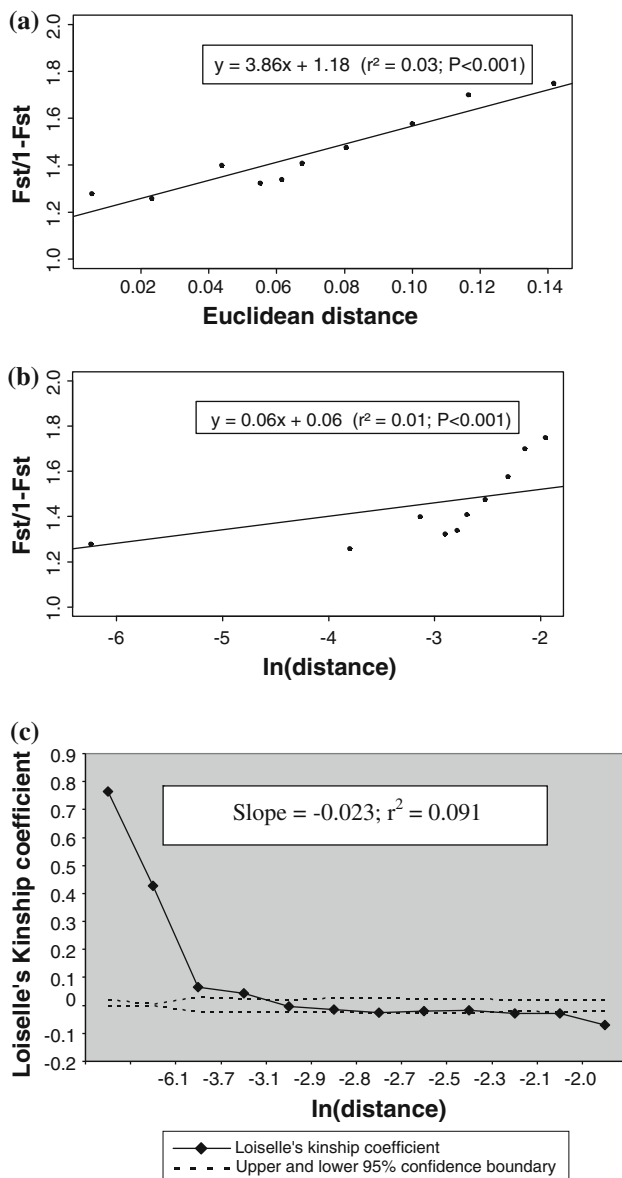 (a)
y = 3.86x + 1.18 (r² = 0.03; P<0.001)
Fst/1-Fst
2.0
1.8
1.6
1.4
1.2
1.0
0.02 0.04 0.06 0.08 0.10 0.12 0.14
Euclidean distance
(b)
y = 0.06x + 0.06 (r² = 0.01; P<0.001)
Fst/1-Fst
2.0
1.8
1.6
1.4
1.2
1.0
-6 -5 -4 -3 -2
ln(distance)
(c)
Slope = -0.023; r² = 0.091
Loiselle's Kinship coefficient
0.9
0.8
0.7
0.6
0.5
0.4
0.3
0.2
0.1
0
-0.1
-0.2
-6.1 -3.7 -3.1 -2.9 -2.8 -2.7 -2.6 -2.5 -2.4 -2.3 -2.2 -2.1 -2.0
ln(distance)
Loiselle's kinship coefficient
Upper and lower 95% confidence boundary